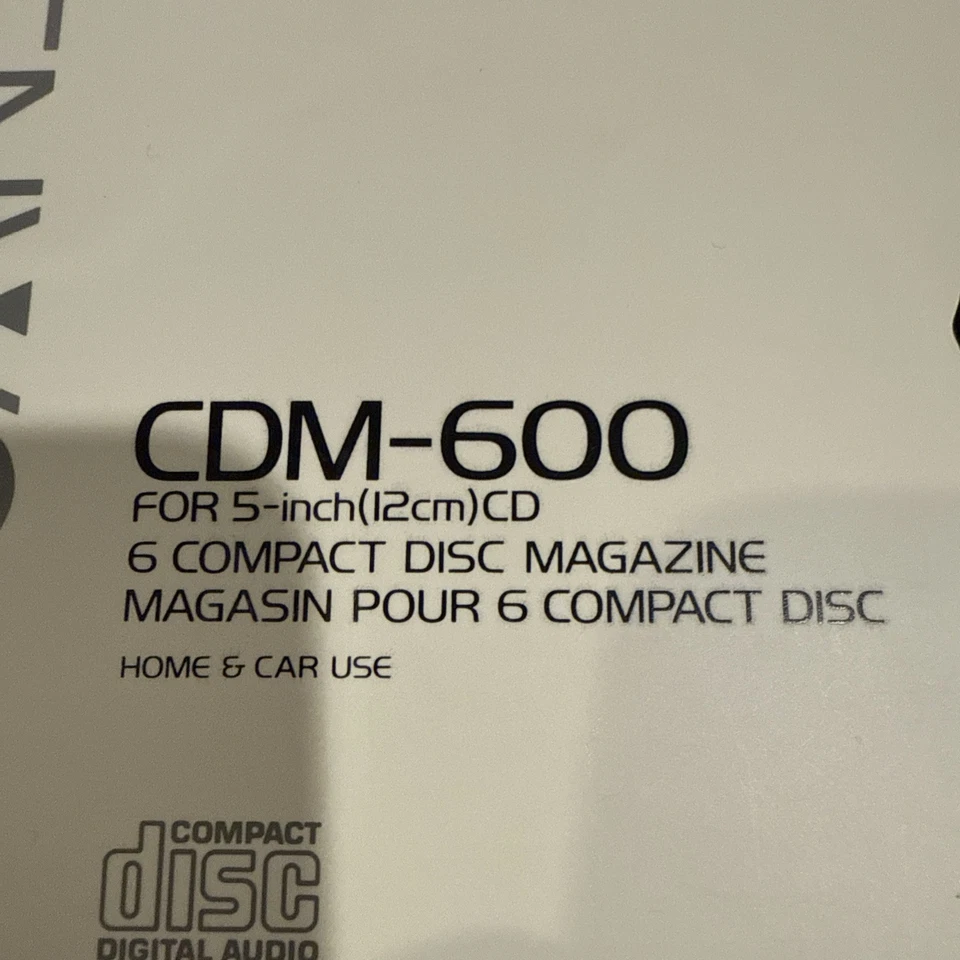 CDM-600
FOR 5-inch(12cm)CD
6 COMPACT DISC MAGAZINE
MAGASIN POUR 6 COMPACT DISC
HOME & CAR USE
COMPACT
disc
DIGITAL AUDIO